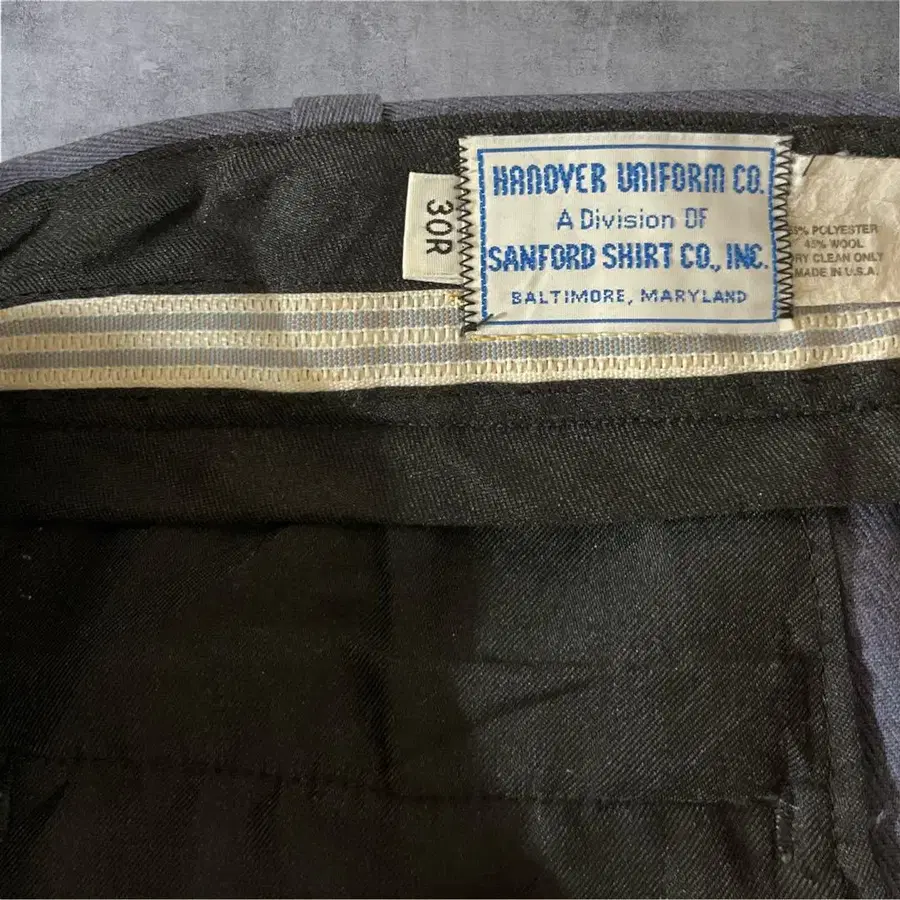 30R
HANOVER UNIFORM CO.
A Division OF
SANFORD SHIRT CO., INC.
BALTIMORE, MARYLAND
POLYESTER
45% WOOL
CLEAN ONLY
MADE IN U.S.A.